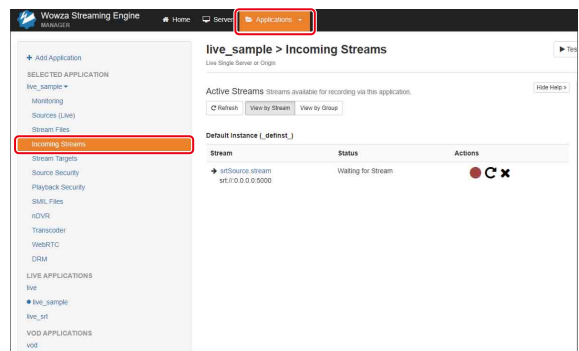 Wowza Streaming Engine
MANAGER
Home
Server
Applications
live_sample > Incoming Streams
Tes
Live Single Server or Origin
+ Add Application
SELECTED APPLICATION
live_sample
Monitoring
Sources (Live)
Stream Files
Incoming Streams
Stream Targets
Source Security
Playback Security
SMIL Files
nDVR
Transcoder
WebRTC
DRM
LIVE APPLICATIONS
live
live_sample
live_srt
VOD APPLICATIONS
vod
Active Streams Streams available for recording via this application.
Hide Help >
Refresh View by Stream View by Group
Default Instance (_definst_)
Stream Status Actions
srtSource.stream Waiting for Stream
srt://0.0.0.0:5000